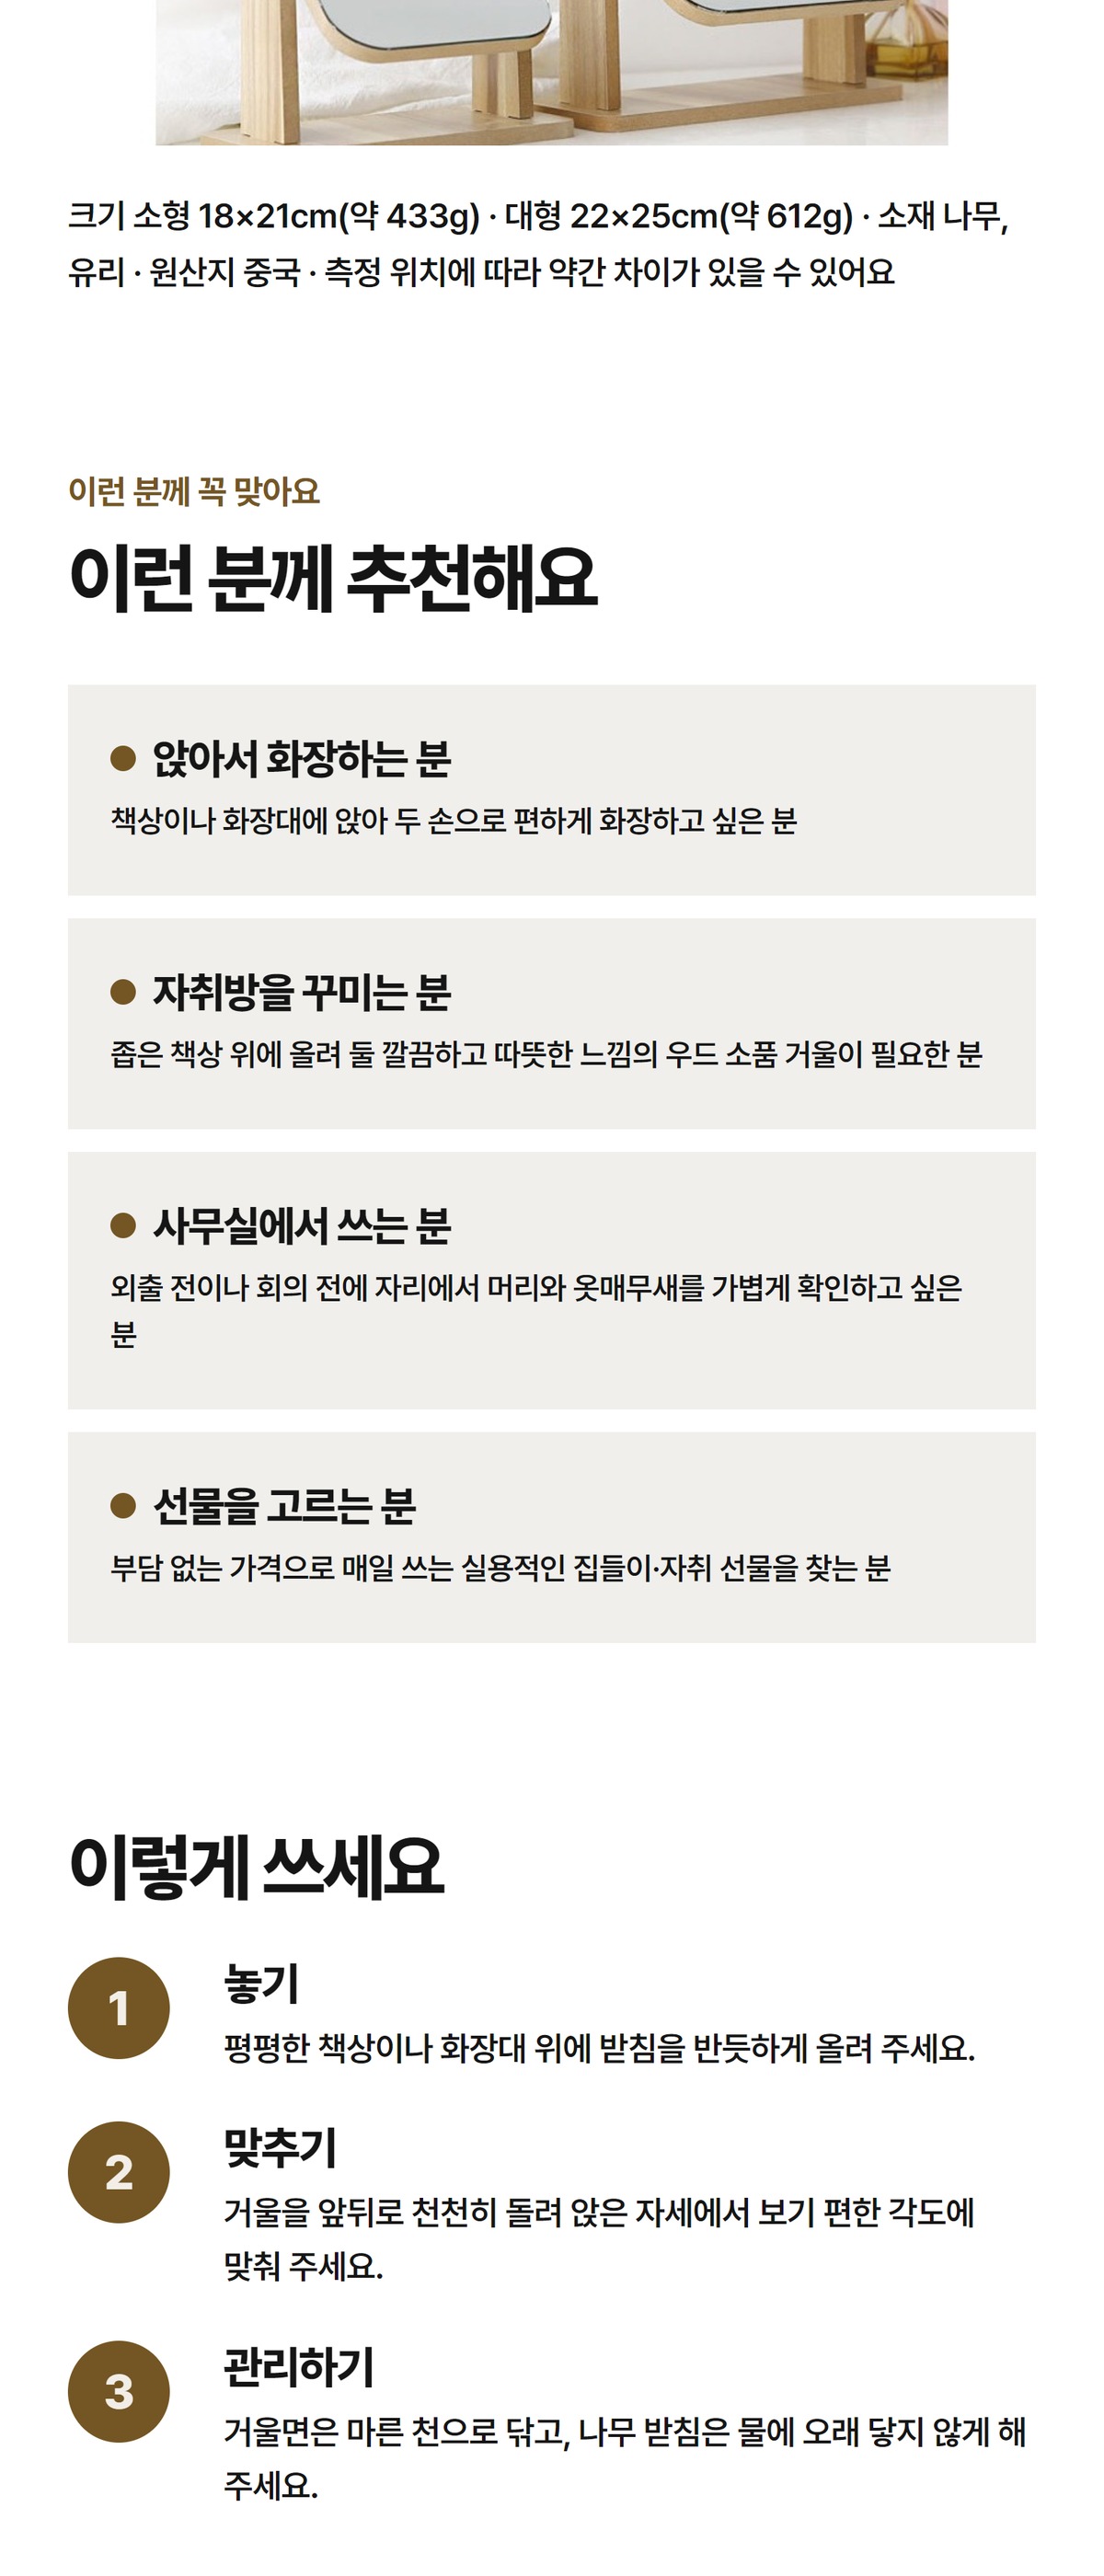 크기 소형 18×21cm(약 433g) · 대형 22×25cm(약 612g) · 소재 나무,
유리 · 원산지 중국 · 측정 위치에 따라 약간 차이가 있을 수 있어요
이런 분께 꼭 맞아요
이런 분께 추천해요
앉아서 화장하는 분
책상이나 화장대에 앉아 두 손으로 편하게 화장하고 싶은 분
자취방을 꾸미는 분
좁은 책상 위에 올려 둘 깔끔하고 따뜻한 느낌의 우드 소품 거울이 필요한 분
사무실에서 쓰는 분
외출 전이나 회의 전에 자리에서 머리와 옷매무새를 가볍게 확인하고 싶은
분
선물을 고르는 분
부담 없는 가격으로 매일 쓰는 실용적인 집들이·자취 선물을 찾는 분
이렇게 쓰세요
1
놓기
평평한 책상이나 화장대 위에 받침을 반듯하게 올려 주세요.
2
맞추기
거울을 앞뒤로 천천히 돌려 앉은 자세에서 보기 편한 각도에
맞춰 주세요.
3
관리하기
거울면은 마른 천으로 닦고, 나무 받침은 물에 오래 닿지 않게 해
주세요.